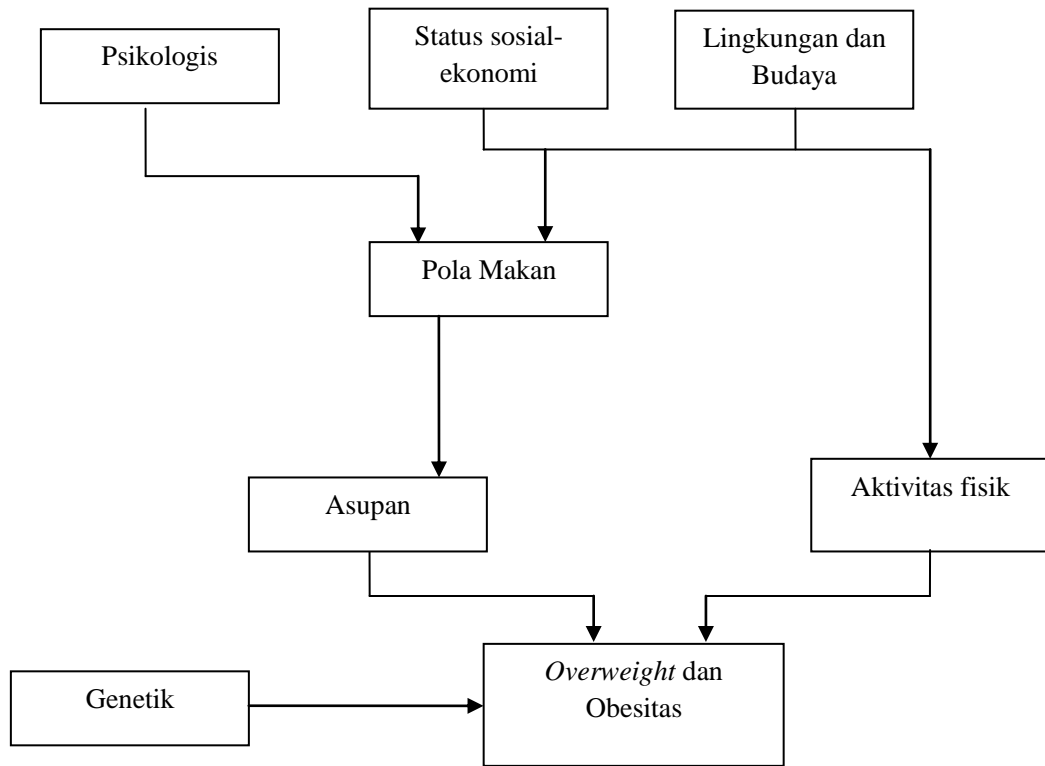 Psikologis
Status sosial-
ekonomi
Lingkungan dan
Budaya
Pola Makan
Asupan
Aktivitas fisik
Genetik
Overweight dan
Obesitas